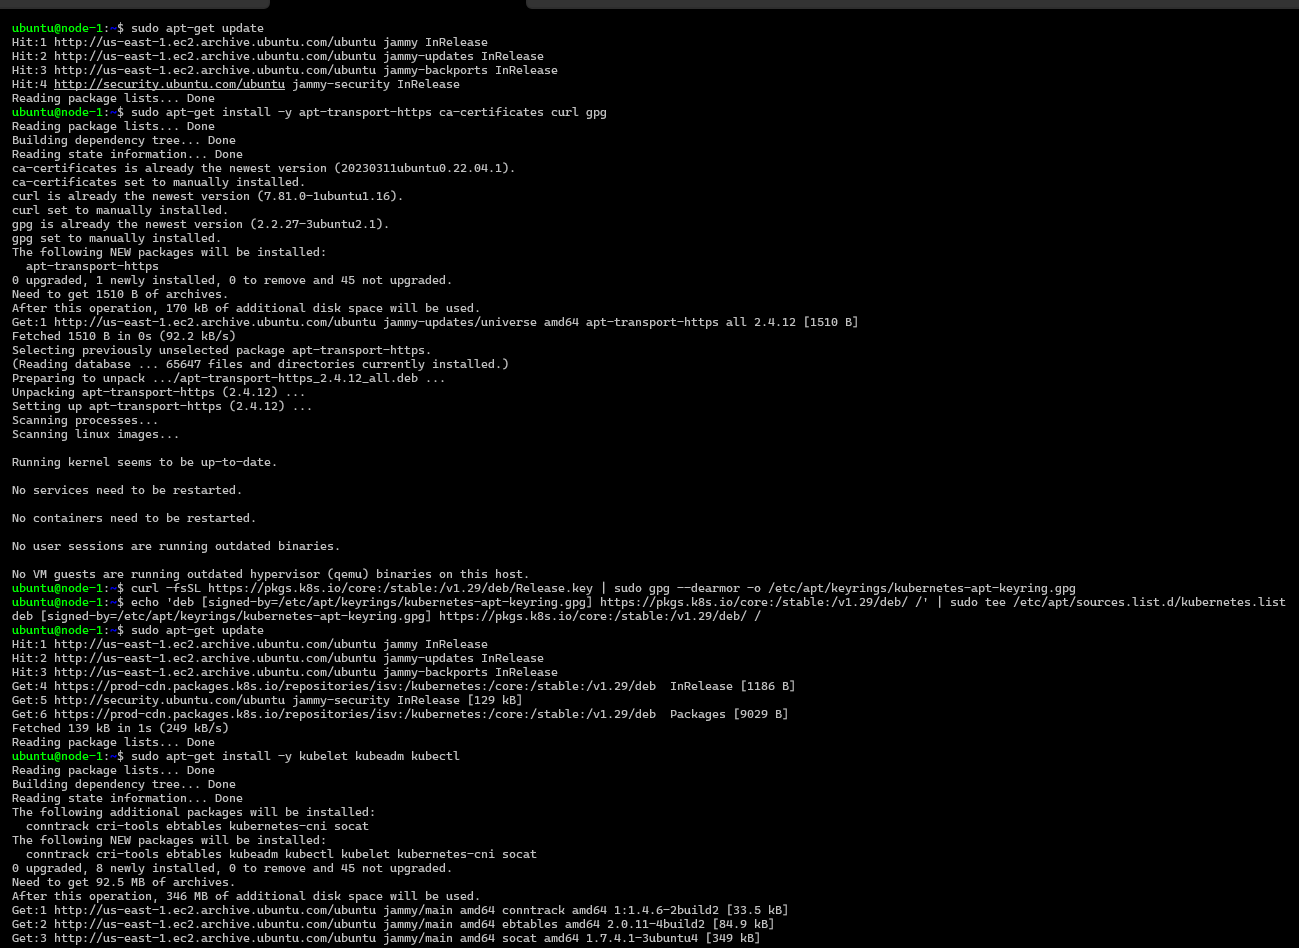 ubuntu@node-1:~$ sudo apt-get update
Hit:1 http://us-east-1.ec2.archive.ubuntu.com/ubuntu jammy InRelease
Hit:2 http://us-east-1.ec2.archive.ubuntu.com/ubuntu jammy-updates InRelease
Hit:3 http://us-east-1.ec2.archive.ubuntu.com/ubuntu jammy-backports InRelease
Hit:4 http://security.ubuntu.com/ubuntu jammy-security InRelease
Reading package lists... Done
ubuntu@node-1:~$ sudo apt-get install -y apt-transport-https ca-certificates curl gpg
Reading package lists... Done
Building dependency tree... Done
Reading state information... Done
ca-certificates is already the newest version (20230311ubuntu0.22.04.1).
ca-certificates set to manually installed.
curl is already the newest version (7.81.0-1ubuntu1.16).
curl set to manually installed.
gpg is already the newest version (2.2.27-3ubuntu2.1).
gpg set to manually installed.
The following NEW packages will be installed:
  apt-transport-https
0 upgraded, 1 newly installed, 0 to remove and 45 not upgraded.
Need to get 1510 B of archives.
After this operation, 170 kB of additional disk space will be used.
Get:1 http://us-east-1.ec2.archive.ubuntu.com/ubuntu jammy-updates/universe amd64 apt-transport-https all 2.4.12 [1510 B]
Fetched 1510 B in 0s (92.2 kB/s)
Selecting previously unselected package apt-transport-https.
(Reading database ... 65647 files and directories currently installed.)
Preparing to unpack .../apt-transport-https_2.4.12_all.deb ...
Unpacking apt-transport-https (2.4.12) ...
Setting up apt-transport-https (2.4.12) ...
Scanning processes...
Scanning linux images...
Running kernel seems to be up-to-date.
No services need to be restarted.
No containers need to be restarted.
No user sessions are running outdated binaries.
No VM guests are running outdated hypervisor (qemu) binaries on this host.
ubuntu@node-1:~$ curl -fsSL https://pkgs.k8s.io/core:/stable:/v1.29/deb/Release.key | sudo gpg --dearmor -o /etc/apt/keyrings/kubernetes-apt-keyring.gpg
ubuntu@node-1:~$ echo 'deb [signed-by=/etc/apt/keyrings/kubernetes-apt-keyring.gpg] https://pkgs.k8s.io/core:/stable:/v1.29/deb/ /' | sudo tee /etc/apt/sources.list.d/kubernetes.list
deb [signed-by=/etc/apt/keyrings/kubernetes-apt-keyring.gpg] https://pkgs.k8s.io/core:/stable:/v1.29/deb/ /
ubuntu@node-1:~$ sudo apt-get update
Hit:1 http://us-east-1.ec2.archive.ubuntu.com/ubuntu jammy InRelease
Hit:2 http://us-east-1.ec2.archive.ubuntu.com/ubuntu jammy-updates InRelease
Hit:3 http://us-east-1.ec2.archive.ubuntu.com/ubuntu jammy-backports InRelease
Get:4 https://prod-cdn.packages.k8s.io/repositories/isv:/kubernetes:/core:/stable:/v1.29/deb  InRelease [1186 B]
Get:5 http://security.ubuntu.com/ubuntu jammy-security InRelease [129 kB]
Get:6 https://prod-cdn.packages.k8s.io/repositories/isv:/kubernetes:/core:/stable:/v1.29/deb  Packages [9029 B]
Fetched 139 kB in 1s (249 kB/s)
Reading package lists... Done
ubuntu@node-1:~$ sudo apt-get install -y kubelet kubeadm kubectl
Reading package lists... Done
Building dependency tree... Done
Reading state information... Done
The following additional packages will be installed:
  conntrack cri-tools ebtables kubernetes-cni socat
The following NEW packages will be installed:
  conntrack cri-tools ebtables kubeadm kubectl kubelet kubernetes-cni socat
0 upgraded, 8 newly installed, 0 to remove and 45 not upgraded.
Need to get 92.5 MB of archives.
After this operation, 346 MB of additional disk space will be used.
Get:1 http://us-east-1.ec2.archive.ubuntu.com/ubuntu jammy/main amd64 conntrack amd64 1:1.4.6-2build2 [33.5 kB]
Get:2 http://us-east-1.ec2.archive.ubuntu.com/ubuntu jammy/main amd64 ebtables amd64 2.0.11-4build2 [84.9 kB]
Get:3 http://us-east-1.ec2.archive.ubuntu.com/ubuntu jammy/main amd64 socat amd64 1.7.4.1-3ubuntu4 [349 kB]